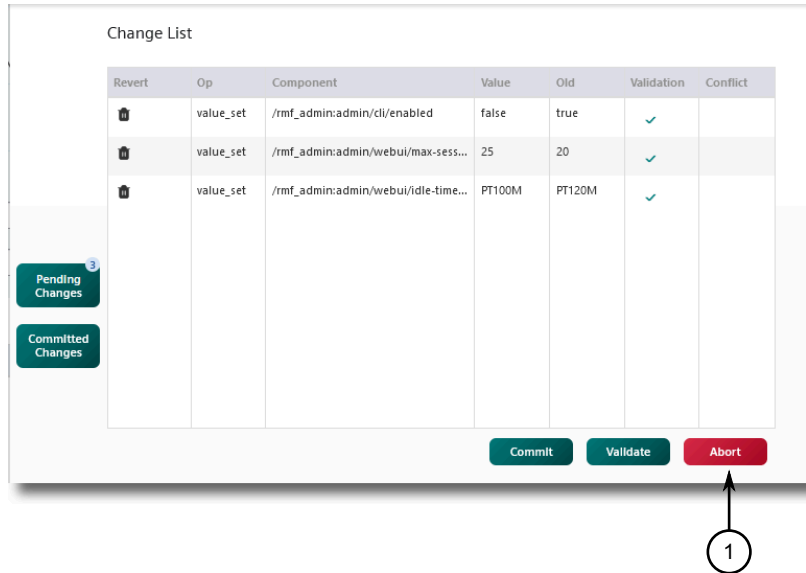 Change List
Revert Op Component Value Old Validation Conflict
value_set /rmf_admin:admin/cli/enabled false true
value_set /rmf_admin:admin/webui/max-sess... 25 20
value_set /rmf_admin:admin/webui/idle-time... PT100M PT120M
3
Pending
Changes
Committed
Changes
Commit Validate Abort
1